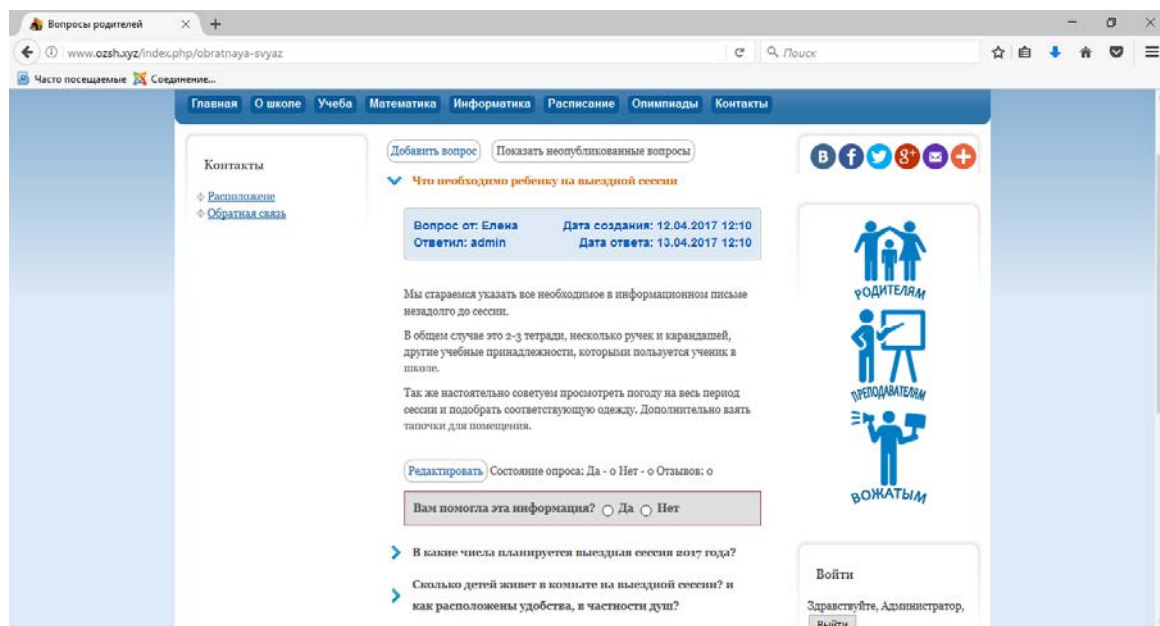 Вопросы родителей
www.ozsh.xyz/index.php/obratnaya-svyaz
Поиск
Часто посещаемые
Соединение...
Главная О школе Учеба Математика Информатика Расписание Олимпиады Контакты
Контакты
Расположене
Обратная связь
Добавить вопрос Показать неопубликованные вопросы
Что необходимо ребенку на выездной сессии
Вопрос от: Елена Дата создания: 12.04.2017 12:10
Ответил: admin Дата ответа: 13.04.2017 12:10
Мы стараемся указать все необходимое в информационном письме
незадолго до сессии.
В общем случае это 2-3 тетради, несколько ручек и карандашей,
другие учебные принадлежности, которыми пользуется ученик в
школе.
Так же настоятельно советуем просмотреть погоду на весь период
сессии и подобрать соответствующую одежду. Дополнительно взять
тапочки для помещения.
Редактировать Состояние опроса: Да - 0 Нет - 0 Отзывов: 0
Вам помогла эта информация? Да Нет
В какие числа планируется выездная сессия 2017 года?
Сколько детей живет в комнате на выездной сессии? и
как расположены удобства, в частности душ?
В f g+
РОДИТЕЛЯМ
ПРЕПОДАВАТЕЛЯМ
ВОЖАТЫМ
Войти
Здравствуйте, Администратор,
Выйти